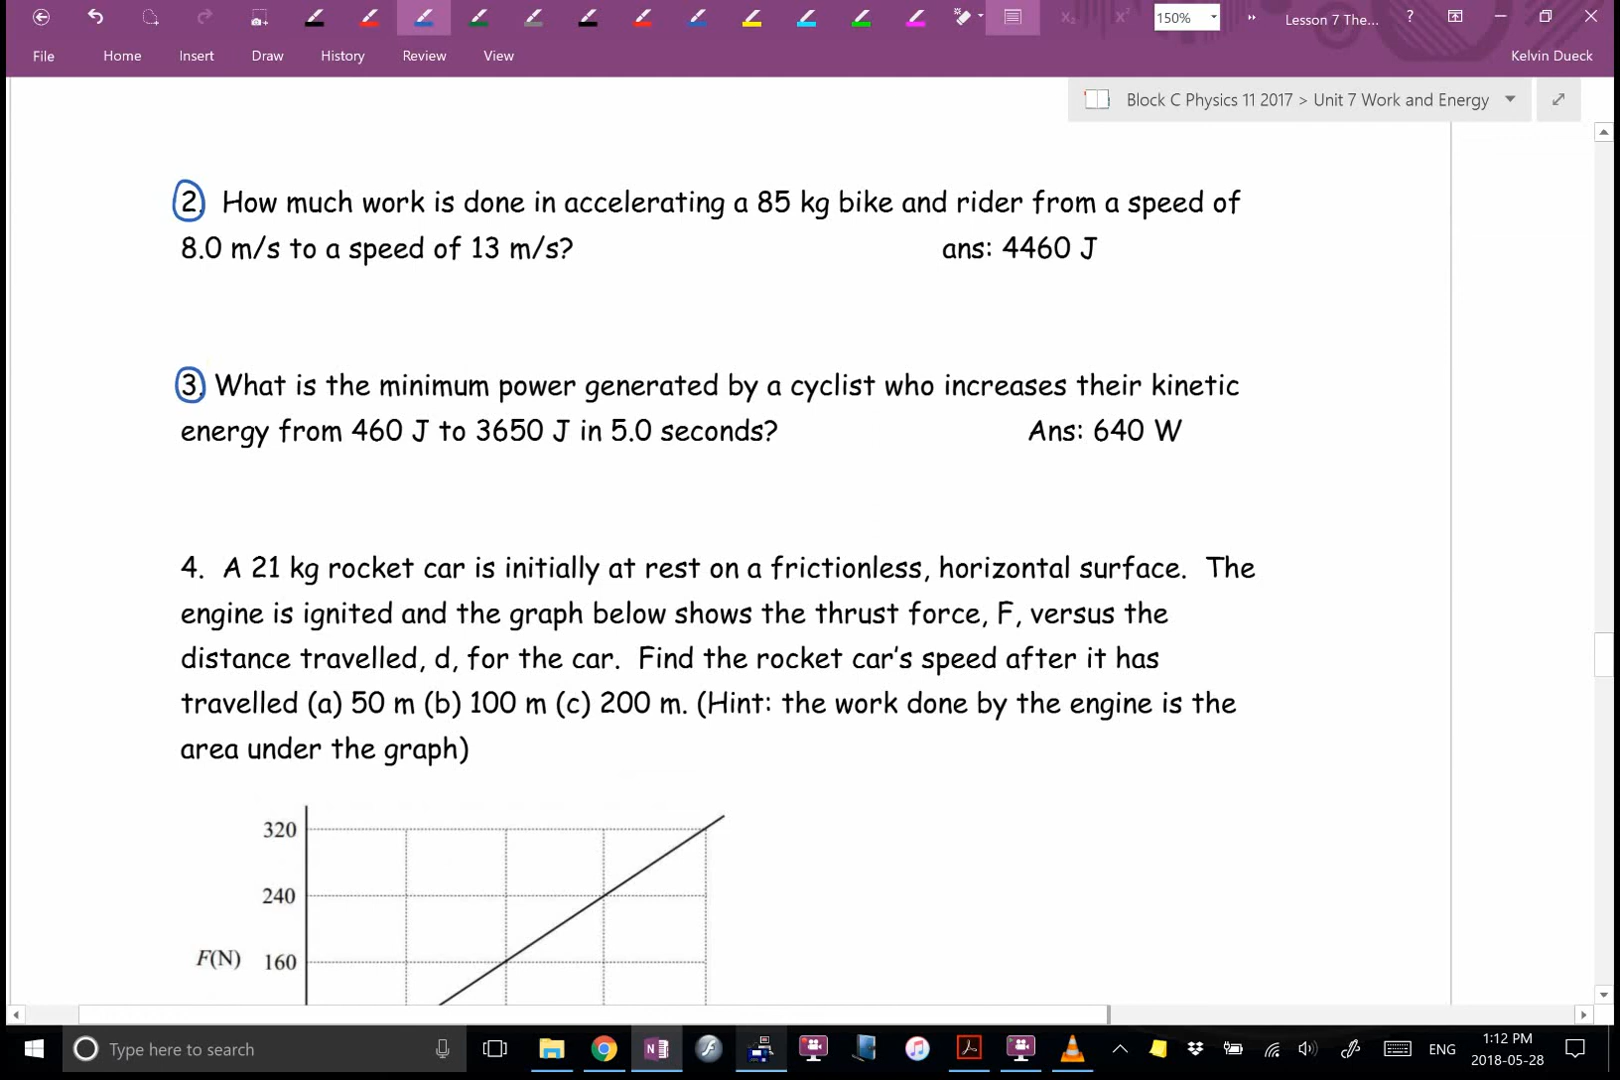 150%
Lesson 7 The...
?
File
Home
Insert
Draw
History
Review
View
Kelvin Dueck
Block C Physics 11 2017 > Unit 7 Work and Energy
2. How much work is done in accelerating a 85 kg bike and rider from a speed of
8.0 m/s to a speed of 13 m/s? ans: 4460 J
3. What is the minimum power generated by a cyclist who increases their kinetic
energy from 460 J to 3650 J in 5.0 seconds? Ans: 640 W
4. A 21 kg rocket car is initially at rest on a frictionless, horizontal surface. The
engine is ignited and the graph below shows the thrust force, F, versus the
distance travelled, d, for the car. Find the rocket car's speed after it has
travelled (a) 50 m (b) 100 m (c) 200 m. (Hint: the work done by the engine is the
area under the graph)
320
240
F(N) 160
Type here to search
ENG
1:12 PM
2018-05-28